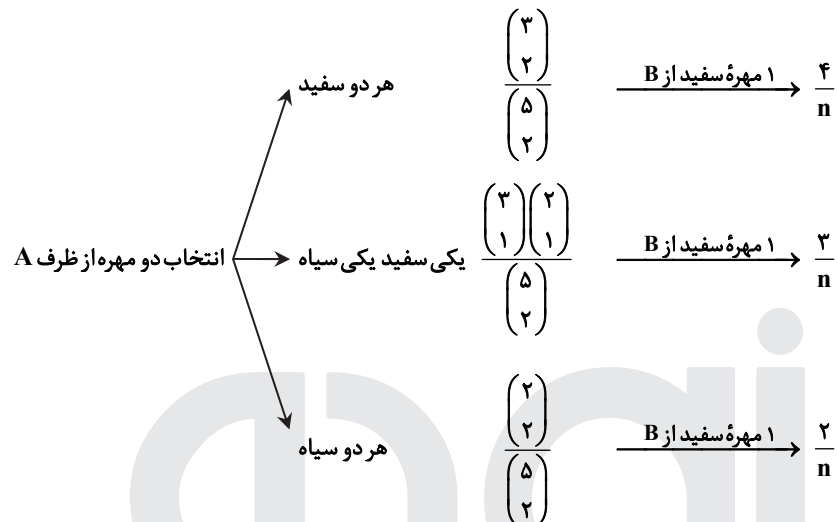 هر دو سفید (۳ ۲) / (۵ ۲) ۱ مهرهٔ سفید از B → ۴/n
انتخاب دو مهره از ظرف A
یکی سفید یکی سیاه (۳ ۱)(۲ ۱) / (۵ ۲) ۱ مهرهٔ سفید از B → ۳/n
هر دو سیاه (۲ ۲) / (۵ ۲) ۱ مهرهٔ سفید از B → ۲/n